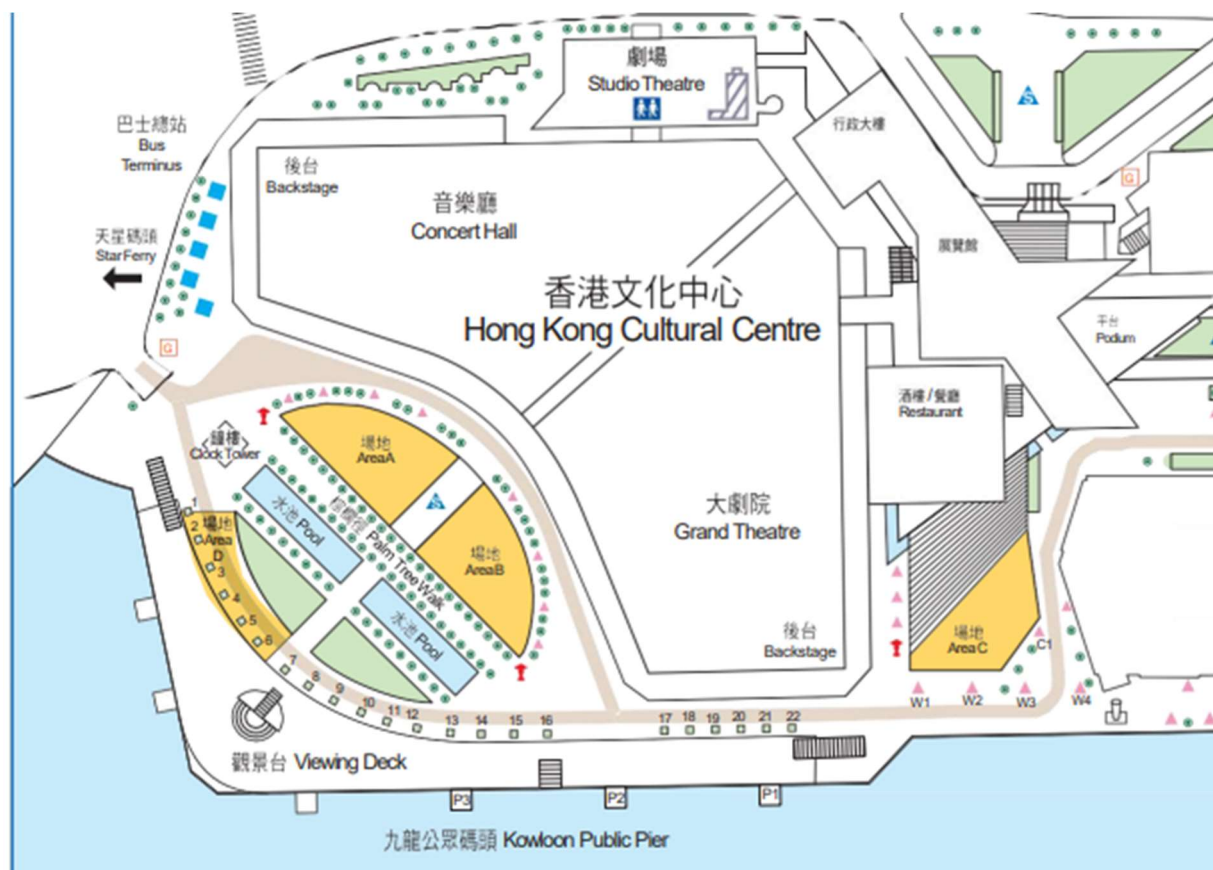 劇場
Studio Theatre
行政大樓
巴士總站
Bus
Terminus
後台
Backstage
音樂廳
Concert Hall
G
天星碼頭
Star Ferry
展覽館
香港文化中心
Hong Kong Cultural Centre
平台
Podium
G
酒樓/餐廳
Restaurant
鐘樓
Clock Tower
場地
Area A
水池 Pool
棕櫚徑 Palm Tree Walk
大劇院
Grand Theatre
場地
Area B
1
2
場地
Area
D
3
4
5
6
水池 Pool
後台
Backstage
場地
Area C
C1
7
8
9
10
11
12
13
14
15
16
17
18
19
20
21
22
W1
W2
W3
W4
觀景台 Viewing Deck
P3
P2
P1
九龍公眾碼頭 Kowloon Public Pier